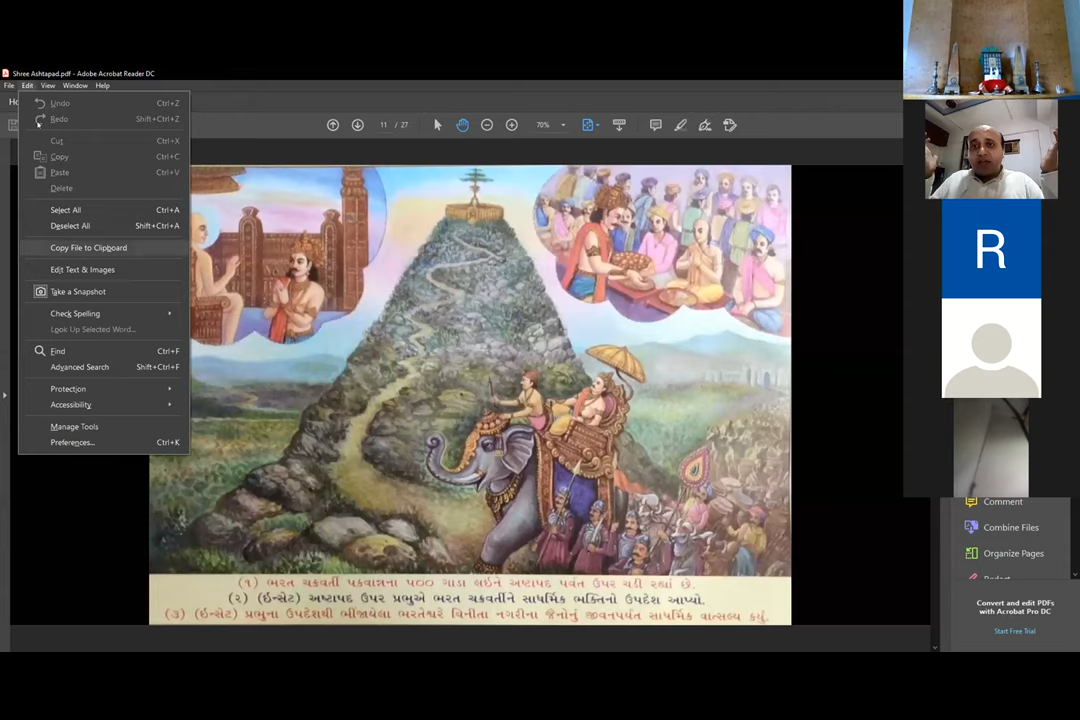 Shree Ashtapad.pdf - Adobe Acrobat Reader DC
File Edit View Window Help
Undo Ctrl+Z
Redo Shift+Ctrl+Z
11 / 27
70%
Cut Ctrl+X
Copy Ctrl+C
Paste Ctrl+V
Delete
Select All Ctrl+A
Deselect All Shift+Ctrl+A
Copy File to Clipboard
Edit Text & Images
Take a Snapshot
Check Spelling
Look Up Selected Word...
Find Ctrl+F
Advanced Search Shift+Ctrl+F
Protection
Accessibility
Manage Tools
Preferences... Ctrl+K
R
(૧) ભરત ચક્રવર્તી પકવાન્નના ૫૦૦ ગાડા લઈને અષ્ટાપદ પર્વત ઉપર ચડી રહ્યાં છે.
(૨) (ઇન્સેટ) અષ્ટાપદ ઉપર પ્રભુએ ભરત ચક્રવર્તીને સાધર્મિક ભક્તિનો ઉપદેશ આપ્યો.
(૩) (ઇન્સેટ) પ્રભુના ઉપદેશથી ભીંજાયેલા ભરતેશ્વરે વિનીતા નગરીના જૈનોનું જીવનપર્યંત સાધર્મિક વાત્સલ્ય કર્યું.
Comment
Combine Files
Organize Pages
Convert and edit PDFs
with Acrobat Pro DC
Start Free Trial